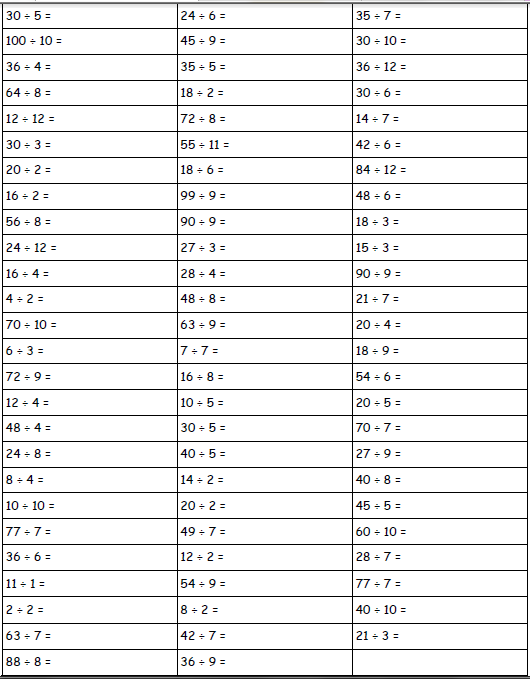 30 ÷ 5 = 24 ÷ 6 = 35 ÷ 7 =
100 ÷ 10 = 45 ÷ 9 = 30 ÷ 10 =
36 ÷ 4 = 35 ÷ 5 = 36 ÷ 12 =
64 ÷ 8 = 18 ÷ 2 = 30 ÷ 6 =
12 ÷ 12 = 72 ÷ 8 = 14 ÷ 7 =
30 ÷ 3 = 55 ÷ 11 = 42 ÷ 6 =
20 ÷ 2 = 18 ÷ 6 = 84 ÷ 12 =
16 ÷ 2 = 99 ÷ 9 = 48 ÷ 6 =
56 ÷ 8 = 90 ÷ 9 = 18 ÷ 3 =
24 ÷ 12 = 27 ÷ 3 = 15 ÷ 3 =
16 ÷ 4 = 28 ÷ 4 = 90 ÷ 9 =
4 ÷ 2 = 48 ÷ 8 = 21 ÷ 7 =
70 ÷ 10 = 63 ÷ 9 = 20 ÷ 4 =
6 ÷ 3 = 7 ÷ 7 = 18 ÷ 9 =
72 ÷ 9 = 16 ÷ 8 = 54 ÷ 6 =
12 ÷ 4 = 10 ÷ 5 = 20 ÷ 5 =
48 ÷ 4 = 30 ÷ 5 = 70 ÷ 7 =
24 ÷ 8 = 40 ÷ 5 = 27 ÷ 9 =
8 ÷ 4 = 14 ÷ 2 = 40 ÷ 8 =
10 ÷ 10 = 20 ÷ 2 = 45 ÷ 5 =
77 ÷ 7 = 49 ÷ 7 = 60 ÷ 10 =
36 ÷ 6 = 12 ÷ 2 = 28 ÷ 7 =
11 ÷ 1 = 54 ÷ 9 = 77 ÷ 7 =
2 ÷ 2 = 8 ÷ 2 = 40 ÷ 10 =
63 ÷ 7 = 42 ÷ 7 = 21 ÷ 3 =
88 ÷ 8 = 36 ÷ 9 =